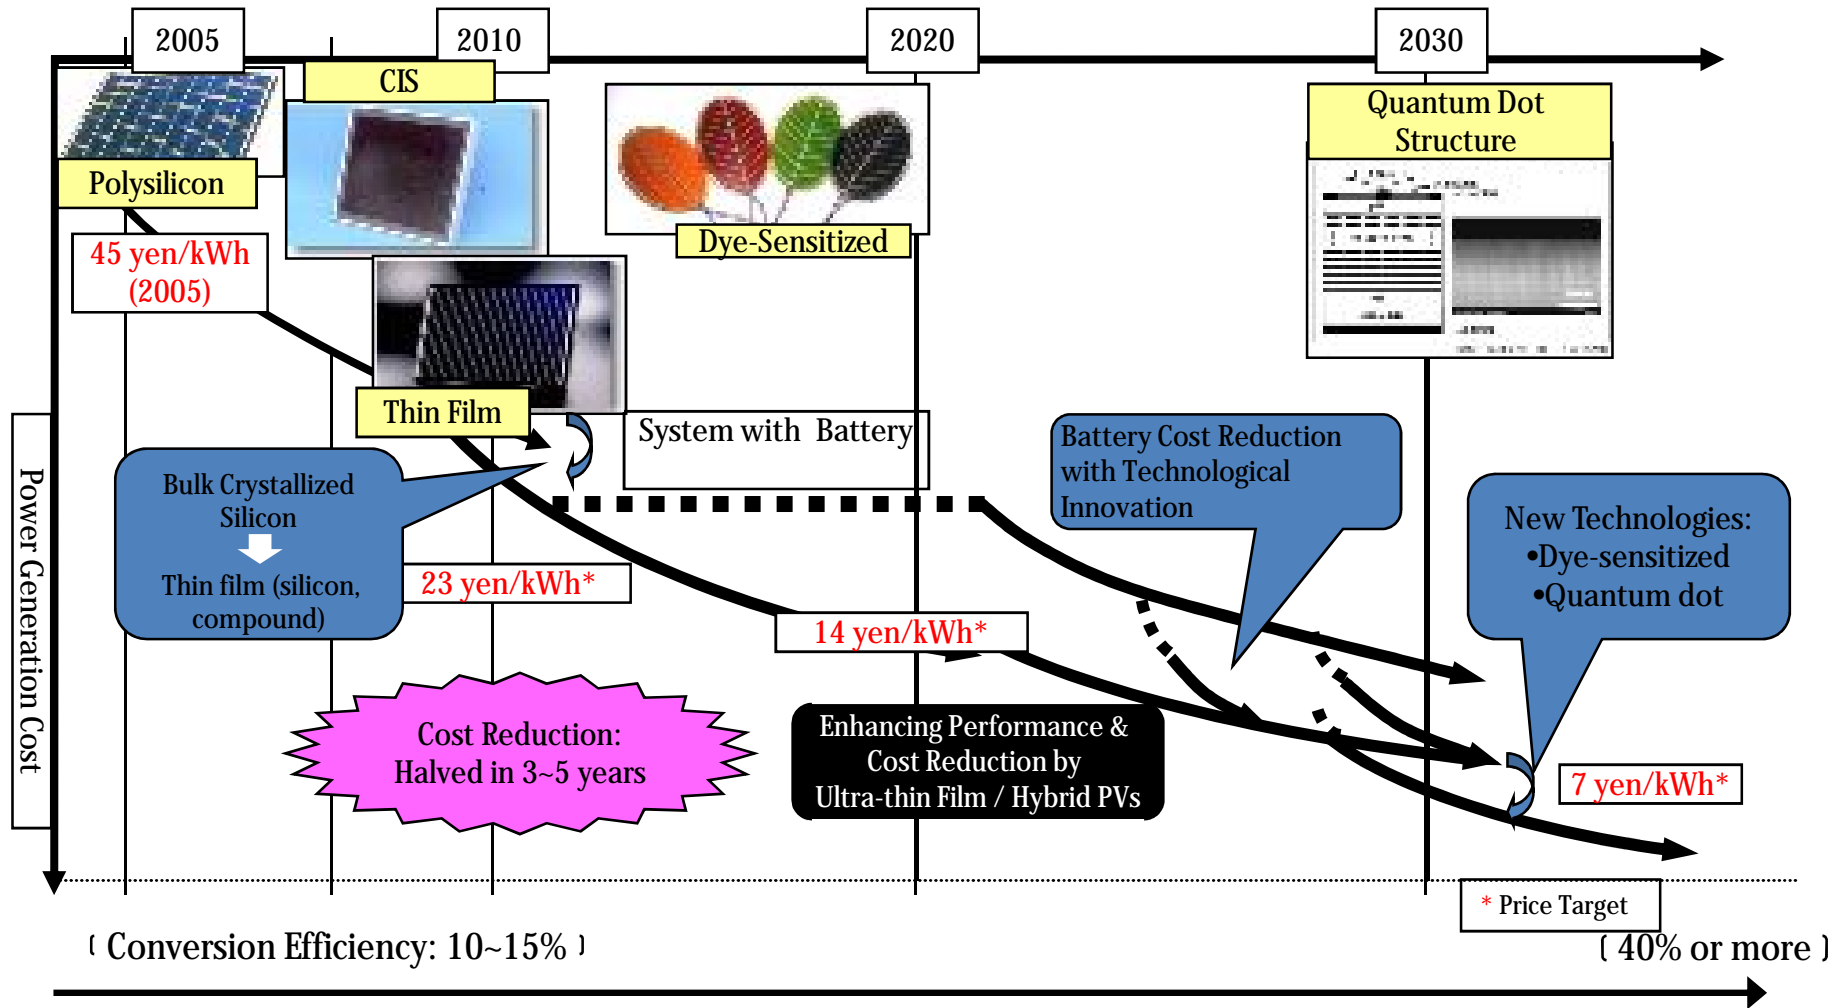 2005
2010
2020
2030
CIS
Quantum Dot
Structure
Polysilicon
Dye-Sensitized
45 yen/kWh
(2005)
Thin Film
System with Battery
Battery Cost Reduction
with Technological
Innovation
Power Generation Cost
Bulk Crystallized
Silicon
Thin film (silicon,
compound)
New Technologies:
•Dye-sensitized
•Quantum dot
23 yen/kWh*
14 yen/kWh*
Cost Reduction:
Halved in 3~5 years
Enhancing Performance &
Cost Reduction by
Ultra-thin Film / Hybrid PVs
7 yen/kWh*
* Price Target
( Conversion Efficiency: 10~15% )
( 40% or more )